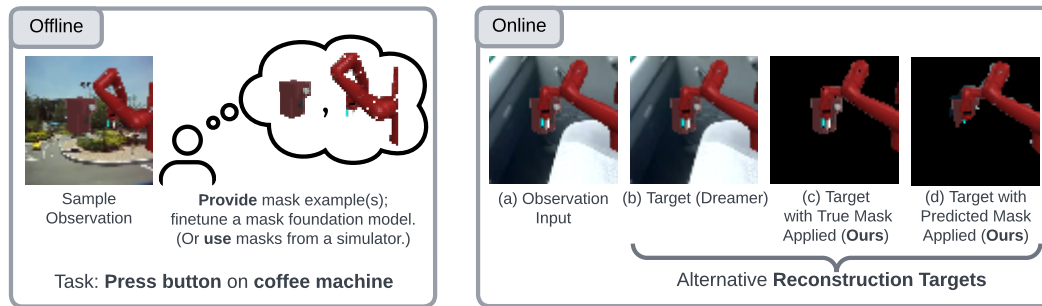 Offline
,
Sample
Observation
Provide mask example(s);
finetune a mask foundation model.
(Or use masks from a simulator.)
Task: Press button on coffee machine
Online
(a) Observation
Input
(b) Target (Dreamer)
(c) Target
with True Mask
Applied (Ours)
(d) Target with
Predicted Mask
Applied (Ours)
Alternative Reconstruction Targets